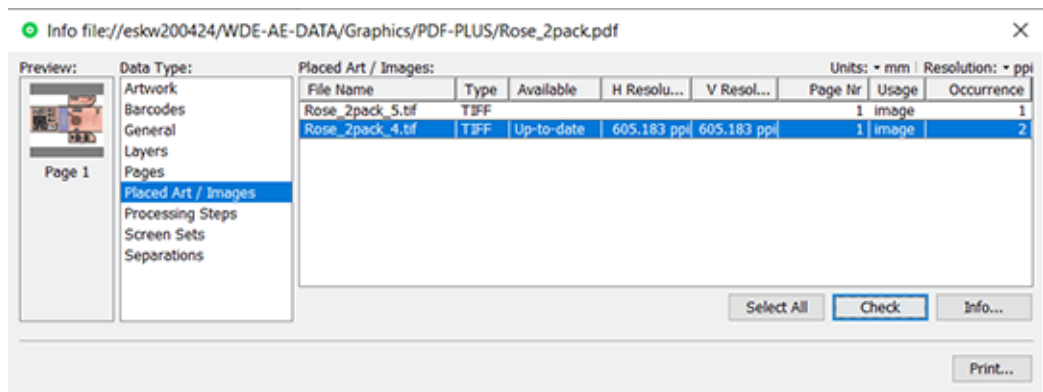 Info file://eskw200424/WDE-AE-DATA/Graphics/PDF-PLUS/Rose_2pack.pdf
Preview: Data Type: Placed Art / Images: Units: mm Resolution: ppi
Artwork File Name Type Available H Resolu... V Resol... Page Nr Usage Occurrence
Barcodes Rose_2pack_5.tif TIFF 1 image 1
General Rose_2pack_4.tif TIFF Up-to-date 605.183 ppi 605.183 ppi 1 image 2
Layers
Page 1 Pages
Placed Art / Images
Processing Steps
Screen Sets
Separations
Select All Check Info...
Print...